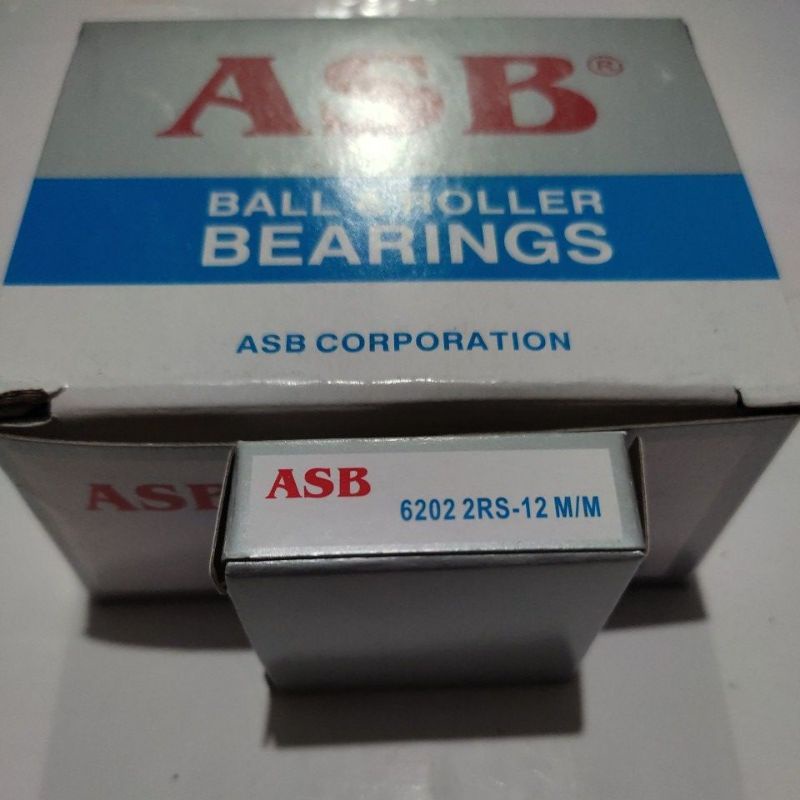 ASB®
BALL & ROLLER
BEARINGS
ASB CORPORATION
ASB
ASB
6202 2RS-12 M/M